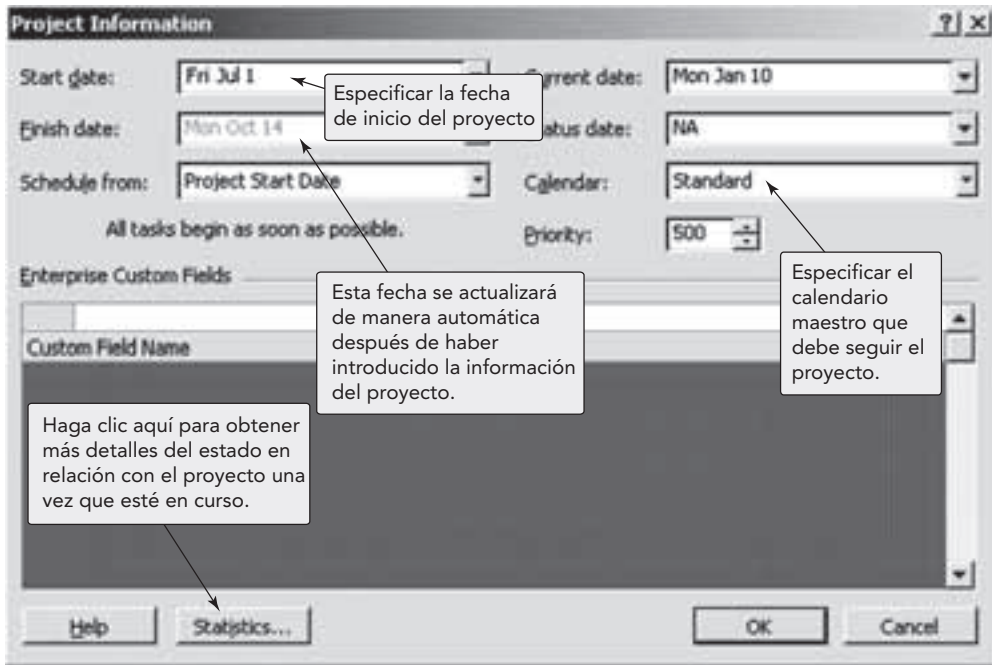 Project Information
Start date: Fri Jul 1 Current date: Mon Jan 10
Especificar la fecha
de inicio del proyecto
Finish date: Mon Oct 14 Status date: NA
Schedule from: Project Start Date Calendar: Standard
All tasks begin as soon as possible. Priority: 500
Enterprise Custom Fields
Esta fecha se actualizará
de manera automática
después de haber
introducido la información
del proyecto.
Especificar el
calendario
maestro que
debe seguir el
proyecto.
Custom Field Name
Haga clic aquí para obtener
más detalles del estado en
relación con el proyecto una
vez que esté en curso.
Help Statistics... OK Cancel